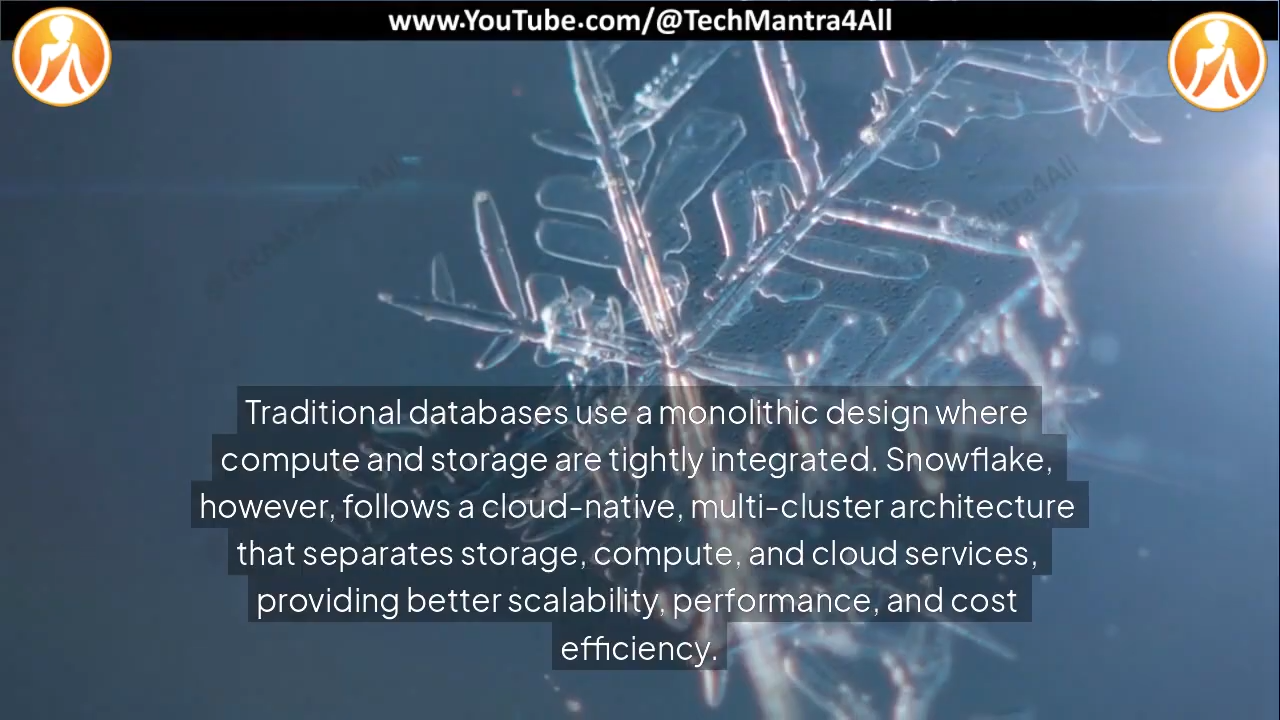 www.YouTube.com/@TechMantra4All
@TechMantra4All
Traditional databases use a monolithic design where
compute and storage are tightly integrated. Snowflake,
however, follows a cloud-native, multi-cluster architecture
that separates storage, compute, and cloud services,
providing better scalability, performance, and cost
efficiency.